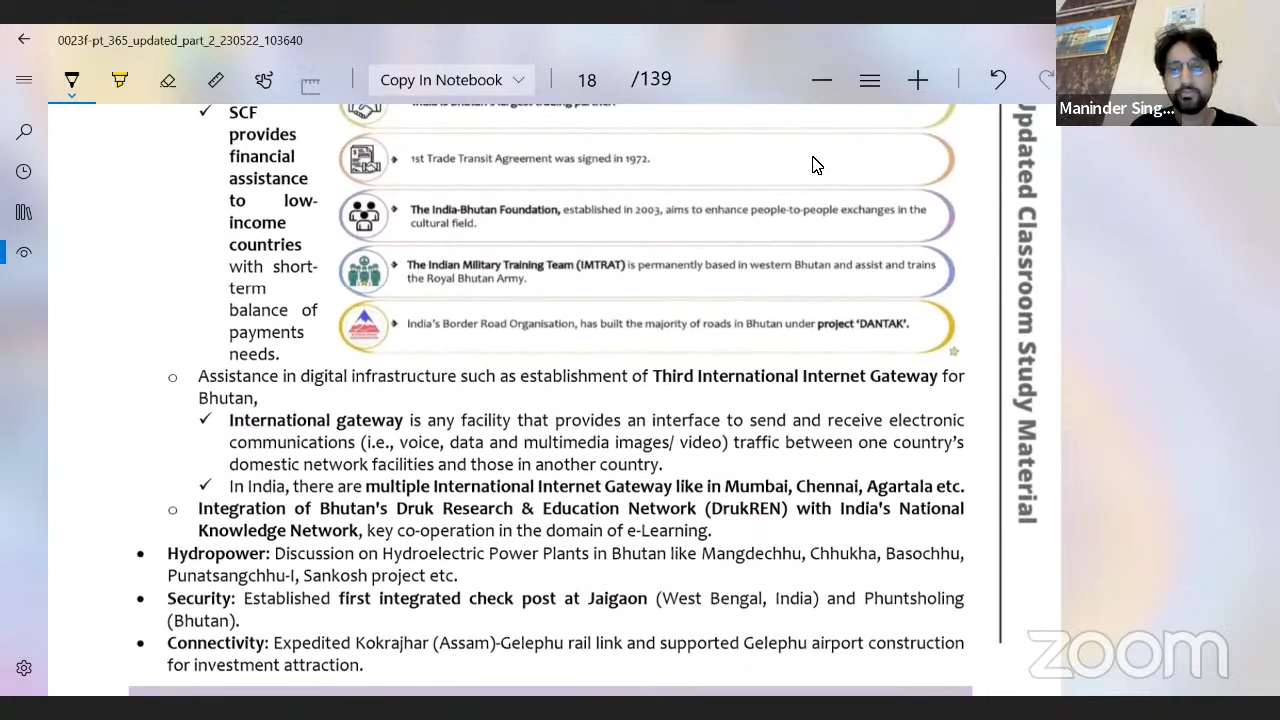 0023f-pt_365_updated_part_2_230522_103640
Copy In Notebook
18 /139
Maninder Sing...
SCF
provides
financial
assistance
to low-
income
countries
with short-
term
balance of
payments
needs.
India is Bhutan's largest trading partner.
1st Trade Transit Agreement was signed in 1972.
The India-Bhutan Foundation, established in 2003, aims to enhance people-to-people exchanges in the
cultural field.
The Indian Military Training Team (IMTRAT) is permanently based in western Bhutan and assist and trains
the Royal Bhutan Army.
India's Border Road Organisation, has built the majority of roads in Bhutan under project 'DANTAK'.
Assistance in digital infrastructure such as establishment of Third International Internet Gateway for
Bhutan,
International gateway is any facility that provides an interface to send and receive electronic
communications (i.e., voice, data and multimedia images/ video) traffic between one country's
domestic network facilities and those in another country.
In India, there are multiple International Internet Gateway like in Mumbai, Chennai, Agartala etc.
Integration of Bhutan's Druk Research & Education Network (DrukREN) with India's National
Knowledge Network, key co-operation in the domain of e-Learning.
Hydropower: Discussion on Hydroelectric Power Plants in Bhutan like Mangdechhu, Chhukha, Basochhu,
Punatsangchhu-I, Sankosh project etc.
Security: Established first integrated check post at Jaigaon (West Bengal, India) and Phuntsholing
(Bhutan).
Connectivity: Expedited Kokrajhar (Assam)-Gelephu rail link and supported Gelephu airport construction
for investment attraction.
Updated Classroom Study Material
zoom